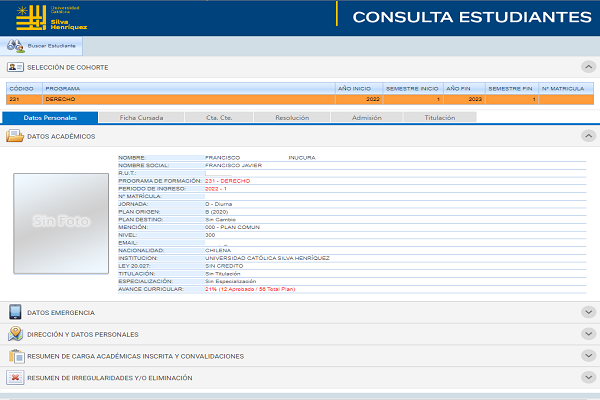 Universidad
Católica
Silva
Henríquez
CONSULTA ESTUDIANTES
Buscar Estudiante
SELECCIÓN DE COHORTE
CÓDIGO PROGRAMA AÑO INICIO SEMESTRE INICIO AÑO FIN SEMESTRE FIN Nº MATRICULA
231 DERECHO 2022 1 2023 1
Datos Personales Ficha Cursada Cta. Cte. Resolución Admisión Titulación
DATOS ACADÉMICOS
Sin Foto
NOMBRE: FRANCISCO INUCURA
NOMBRE SOCIAL: FRANCISCO JAVIER
R.U.T.:
PROGRAMA DE FORMACIÓN: 231 - DERECHO
PERIODO DE INGRESO: 2022 - 1
Nº MATRÍCULA:
JORNADA: D - Diurna
PLAN ORIGEN: B (2020)
PLAN DESTINO: Sin Cambio
MENCIÓN: 000 - PLAN COMUN
NIVEL: 300
EMAIL:
NACIONALIDAD: CHILENA
INSTITUCION: UNIVERSIDAD CATÓLICA SILVA HENRÍQUEZ
LEY 20.027: SIN CREDITO
TITULACIÓN: Sin Titulación
ESPECIALIZACIÓN: Sin Especialización
AVANCE CURRICULAR: 21% (12 Aprobado / 56 Total Plan)
DATOS EMERGENCIA
DIRECCIÓN Y DATOS PERSONALES
RESUMEN DE CARGA ACADÉMICAS INSCRITA Y CONVALIDACIONES
RESUMEN DE IRREGULARIDADES Y/O ELIMINACIÓN